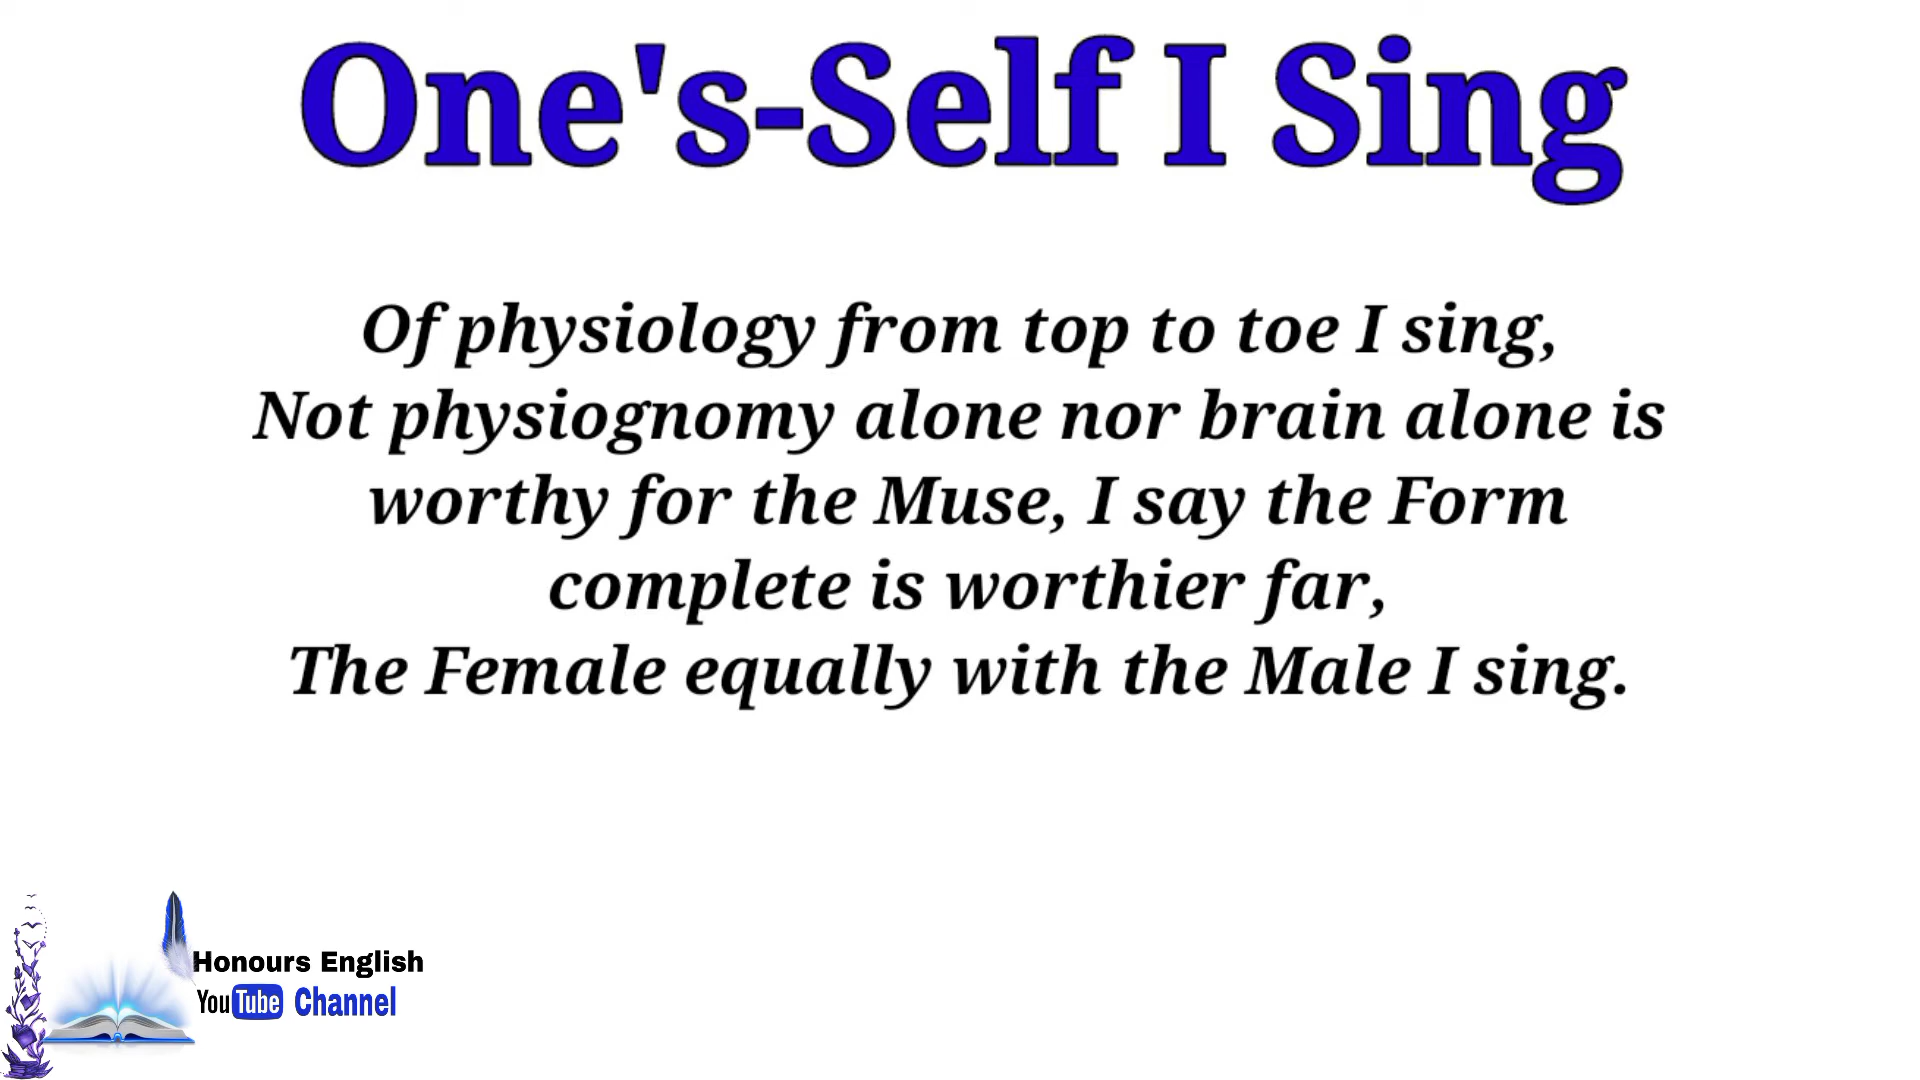 One's-Self I Sing
Of physiology from top to toe I sing,
Not physiognomy alone nor brain alone is
worthy for the Muse, I say the Form
complete is worthier far,
The Female equally with the Male I sing.
Honours English
YouTube Channel